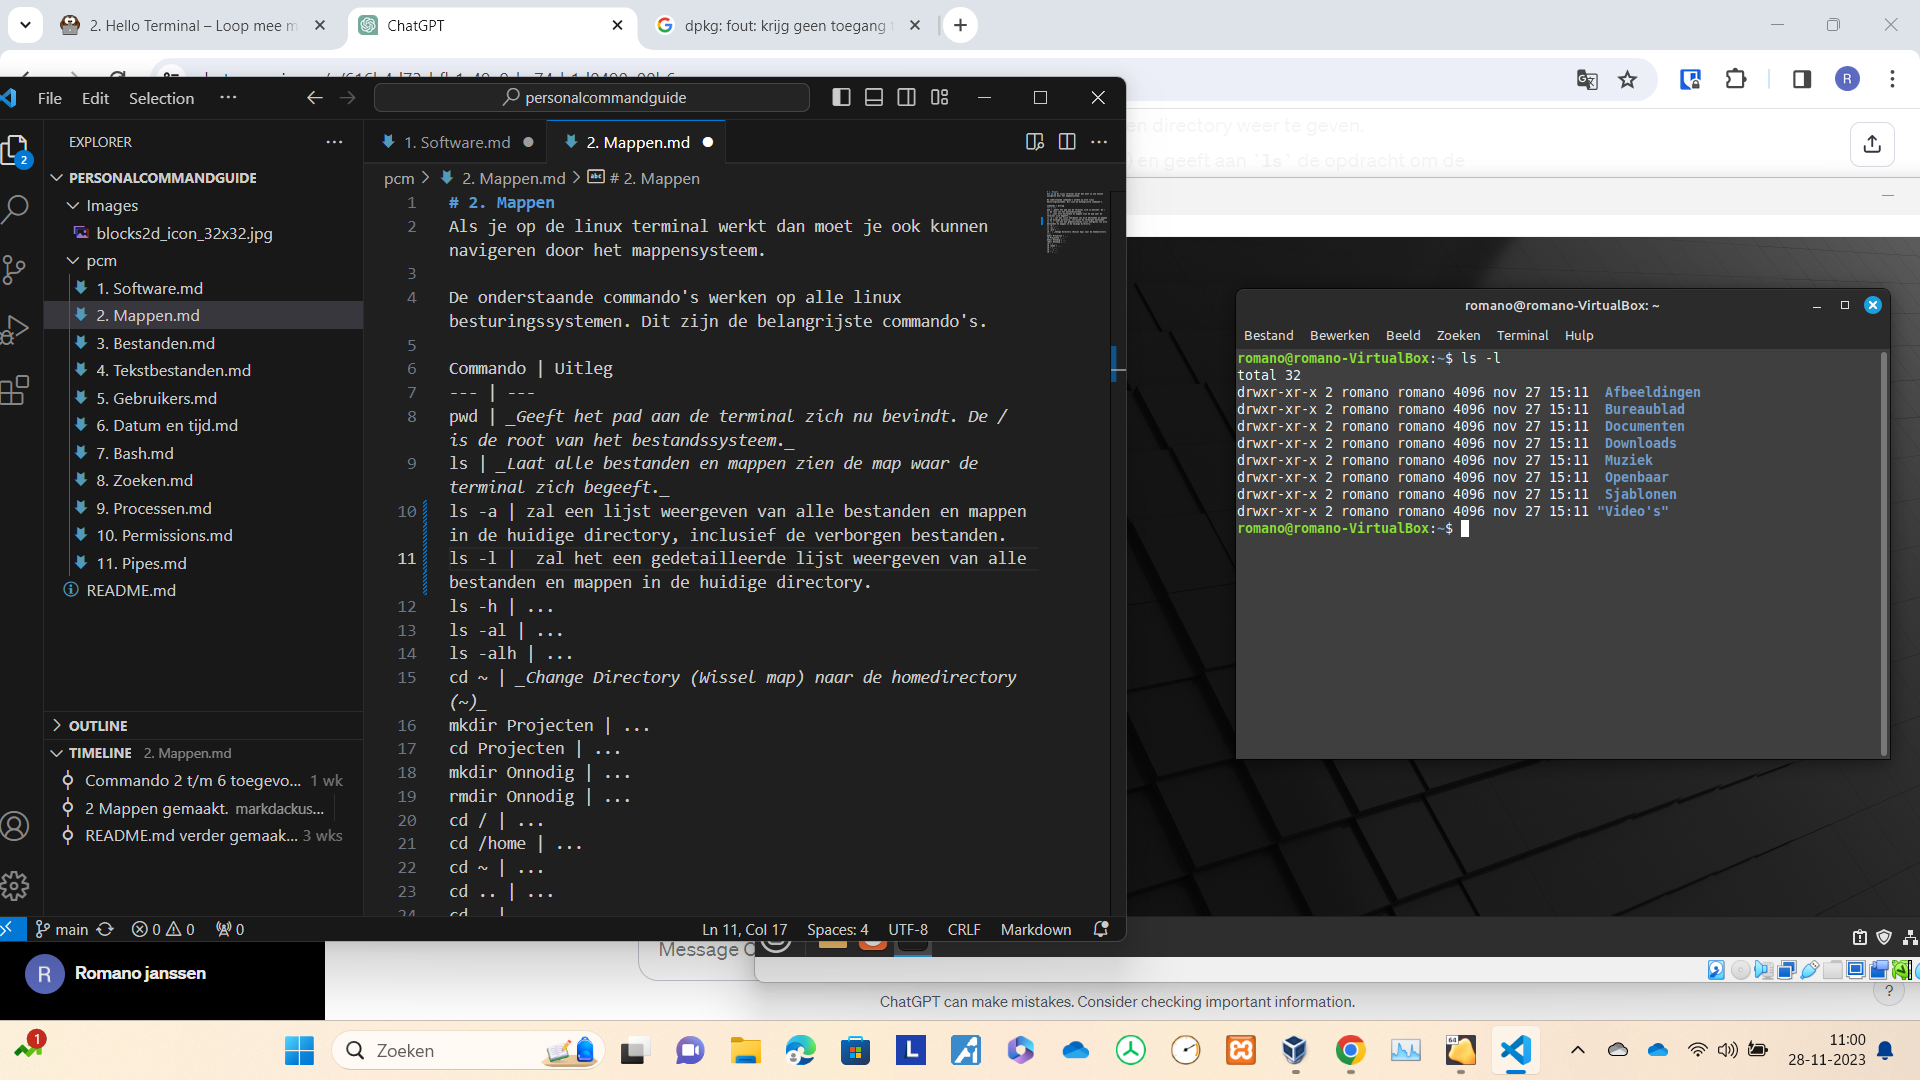 2. Hello Terminal – Loop mee m
ChatGPT
dpkg: fout: krijg geen toegang
R
en directory weer te geven.
) en geeft aan `ls` de opdracht om de
File Edit Selection ···
personalcommandguide
EXPLORER
2
PERSONALCOMMANDGUIDE
Images
blocks2d_icon_32x32.jpg
pcm
1. Software.md
2. Mappen.md
3. Bestanden.md
4. Tekstbestanden.md
5. Gebruikers.md
6. Datum en tijd.md
7. Bash.md
8. Zoeken.md
9. Processen.md
10. Permissions.md
11. Pipes.md
README.md
OUTLINE
TIMELINE 2. Mappen.md
Commando 2 t/m 6 toegevo... 1 wk
2 Mappen gemaakt. markdackus...
README.md verder gemaak... 3 wks
1. Software.md
2. Mappen.md
pcm > 2. Mappen.md > # 2. Mappen
1 # 2. Mappen
2 Als je op de linux terminal werkt dan moet je ook kunnen
navigeren door het mappensysteem.
3
4 De onderstaande commando's werken op alle linux
besturingssystemen. Dit zijn de belangrijste commando's.
5
6 Commando | Uitleg
7 --- | ---
8 pwd | _Geeft het pad aan de terminal zich nu bevindt. De /
is de root van het bestandssysteem._
9 ls | _Laat alle bestanden en mappen zien de map waar de
terminal zich begeeft._
10 ls -a | zal een lijst weergeven van alle bestanden en mappen
in de huidige directory, inclusief de verborgen bestanden.
11 ls -l |  zal het een gedetailleerde lijst weergeven van alle
bestanden en mappen in de huidige directory.
12 ls -h | ...
13 ls -al | ...
14 ls -alh | ...
15 cd ~ | _Change Directory (Wissel map) naar de homedirectory
(~)_
16 mkdir Projecten | ...
17 cd Projecten | ...
18 mkdir Onnodig | ...
19 rmdir Onnodig | ...
20 cd / | ...
21 cd /home | ...
22 cd ~ | ...
23 cd .. | ...
main 0 0 0
Ln 11, Col 17 Spaces: 4 UTF-8 CRLF Markdown
romano@romano-VirtualBox: ~
Bestand Bewerken Beeld Zoeken Terminal Hulp
romano@romano-VirtualBox:~$ ls -l
total 32
drwxr-xr-x 2 romano romano 4096 nov 27 15:11  Afbeeldingen
drwxr-xr-x 2 romano romano 4096 nov 27 15:11  Bureaublad
drwxr-xr-x 2 romano romano 4096 nov 27 15:11  Documenten
drwxr-xr-x 2 romano romano 4096 nov 27 15:11  Downloads
drwxr-xr-x 2 romano romano 4096 nov 27 15:11  Muziek
drwxr-xr-x 2 romano romano 4096 nov 27 15:11  Openbaar
drwxr-xr-x 2 romano romano 4096 nov 27 15:11  Sjablonen
drwxr-xr-x 2 romano romano 4096 nov 27 15:11 "Video's"
romano@romano-VirtualBox:~$
R Romano janssen
Message C
ChatGPT can make mistakes. Consider checking important information.
?
1
Zoeken
L
64
11:00
28-11-2023